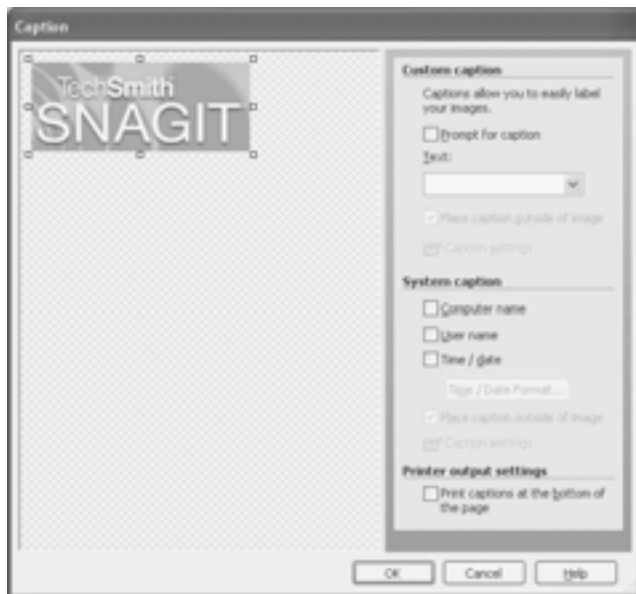 Caption
TechSmith
SNAGIT
Custom caption
Captions allow you to easily label
your images.
Prompt for caption
Text:
Place caption outside of image
Caption settings
System caption
Computer name
User name
Time / date
Time / Date Format...
Place caption outside of image
Caption settings
Printer output settings
Print captions at the bottom of
the page
OK
Cancel
Help